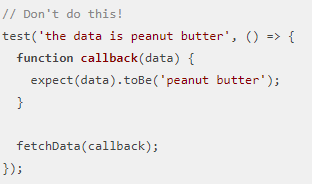 // Don't do this!
test('the data is peanut butter', () => {
  function callback(data) {
    expect(data).toBe('peanut butter');
  }

  fetchData(callback);
});